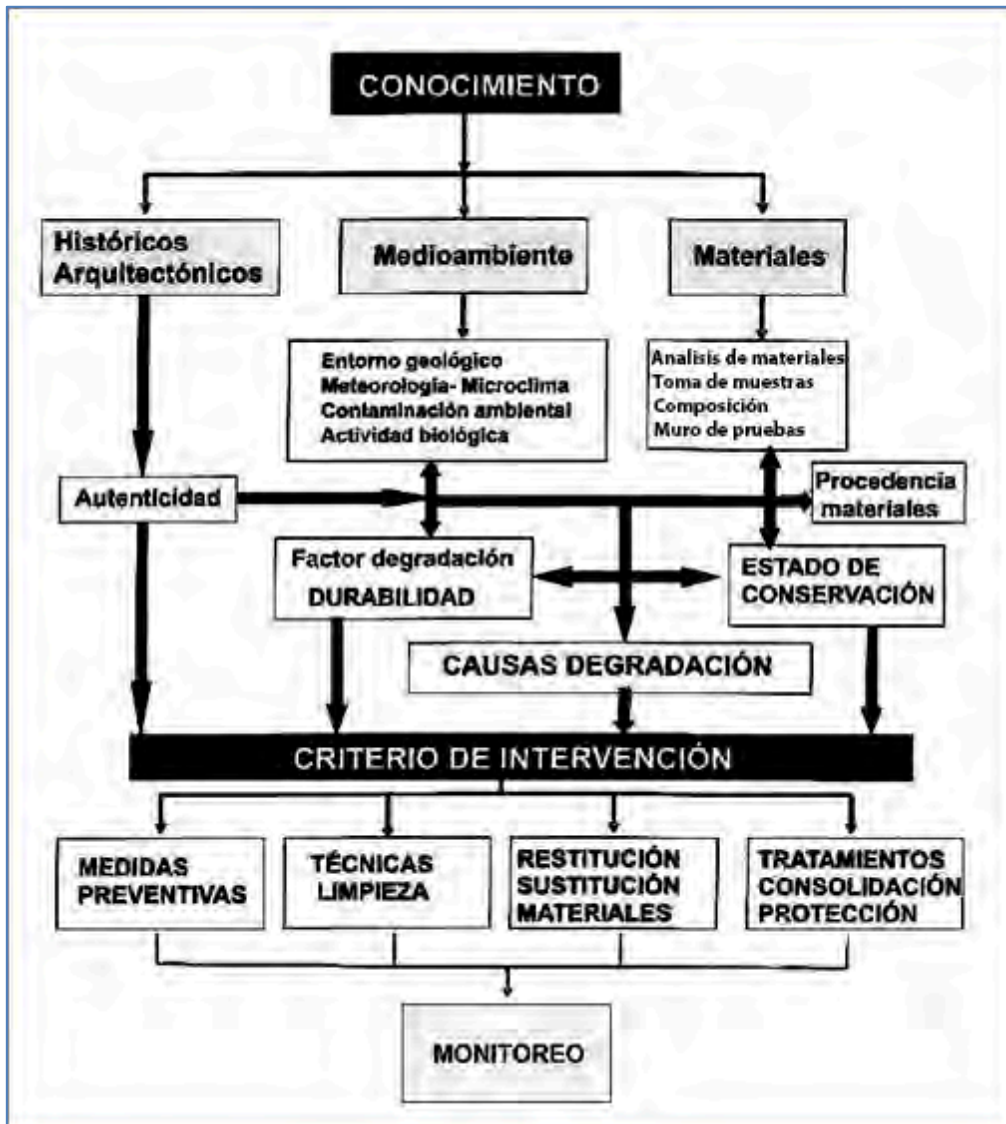 CONOCIMIENTO
Históricos
Arquitectónicos
Medioambiente
Materiales
Entorno geológico
Meteorología- Microclima
Contaminación ambiental
Actividad biológica
Analisis de materiales
Toma de muestras
Composición
Muro de pruebas
Autenticidad
Procedencia
materiales
Factor degradación
DURABILIDAD
ESTADO DE
CONSERVACIÓN
CAUSAS DEGRADACIÓN
CRITERIO DE INTERVENCIÓN
MEDIDAS
PREVENTIVAS
TÉCNICAS
LIMPIEZA
RESTITUCIÓN
SUSTITUCIÓN
MATERIALES
TRATAMIENTOS
CONSOLIDACIÓN
PROTECCIÓN
MONITOREO